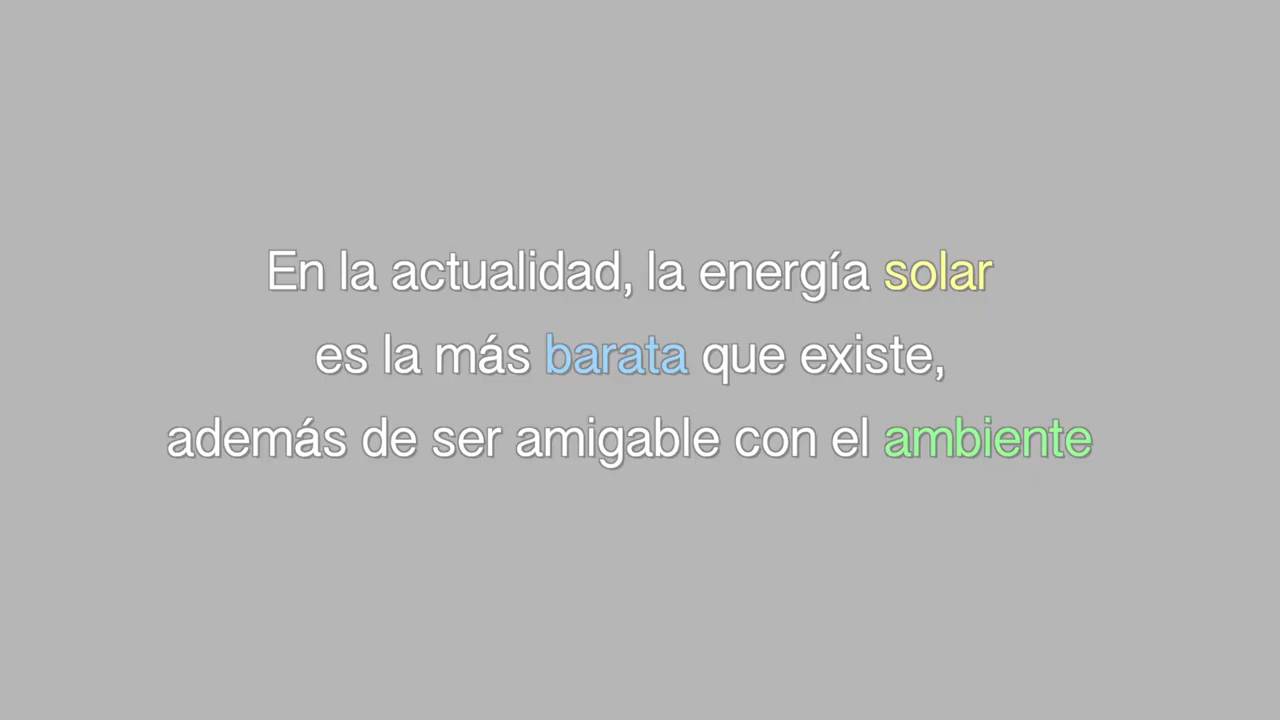 En la actualidad, la energía solar
es la más barata que existe,
además de ser amigable con el ambiente